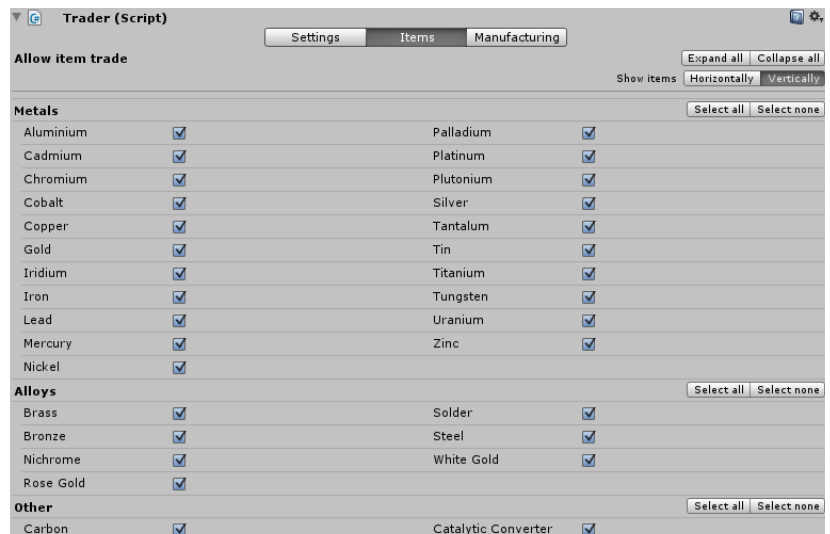 Trader (Script)
Settings Items Manufacturing
Allow item trade Expand all Collapse all
Show items Horizontally Vertically
Metals Select all Select none
Aluminium Palladium
Cadmium Platinum
Chromium Plutonium
Cobalt Silver
Copper Tantalum
Gold Tin
Iridium Titanium
Iron Tungsten
Lead Uranium
Mercury Zinc
Nickel
Alloys Select all Select none
Brass Solder
Bronze Steel
Nichrome White Gold
Rose Gold
Other Select all Select none
Carbon Catalytic Converter